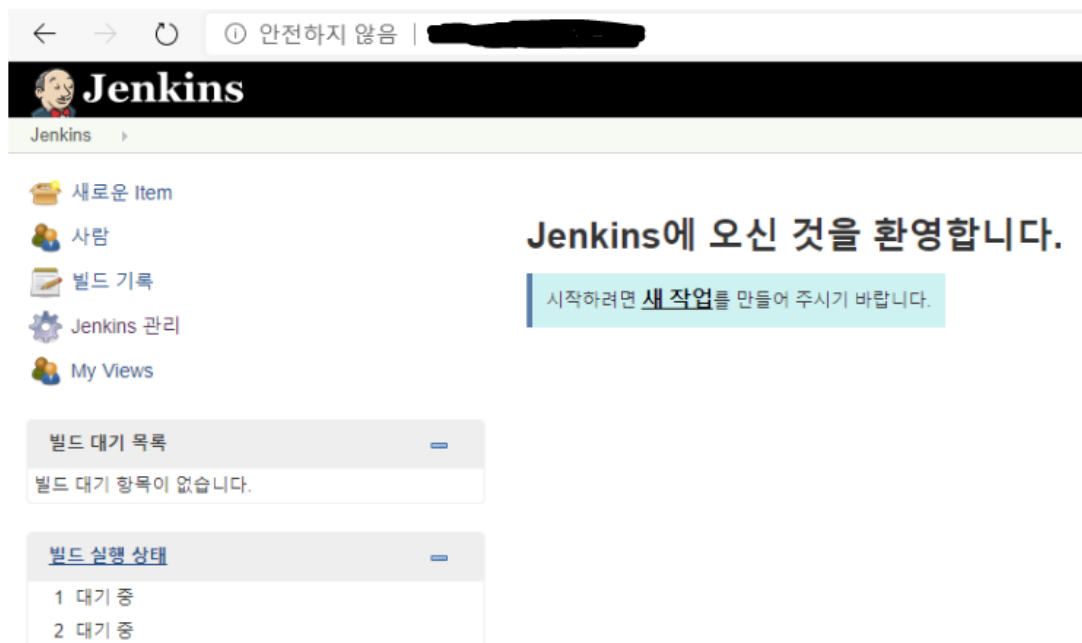 안전하지 않음
Jenkins
Jenkins
새로운 Item
사람
빌드 기록
Jenkins 관리
My Views
Jenkins에 오신 것을 환영합니다.
시작하려면 새 작업를 만들어 주시기 바랍니다.
빌드 대기 목록
빌드 대기 항목이 없습니다.
빌드 실행 상태
1 대기 중
2 대기 중